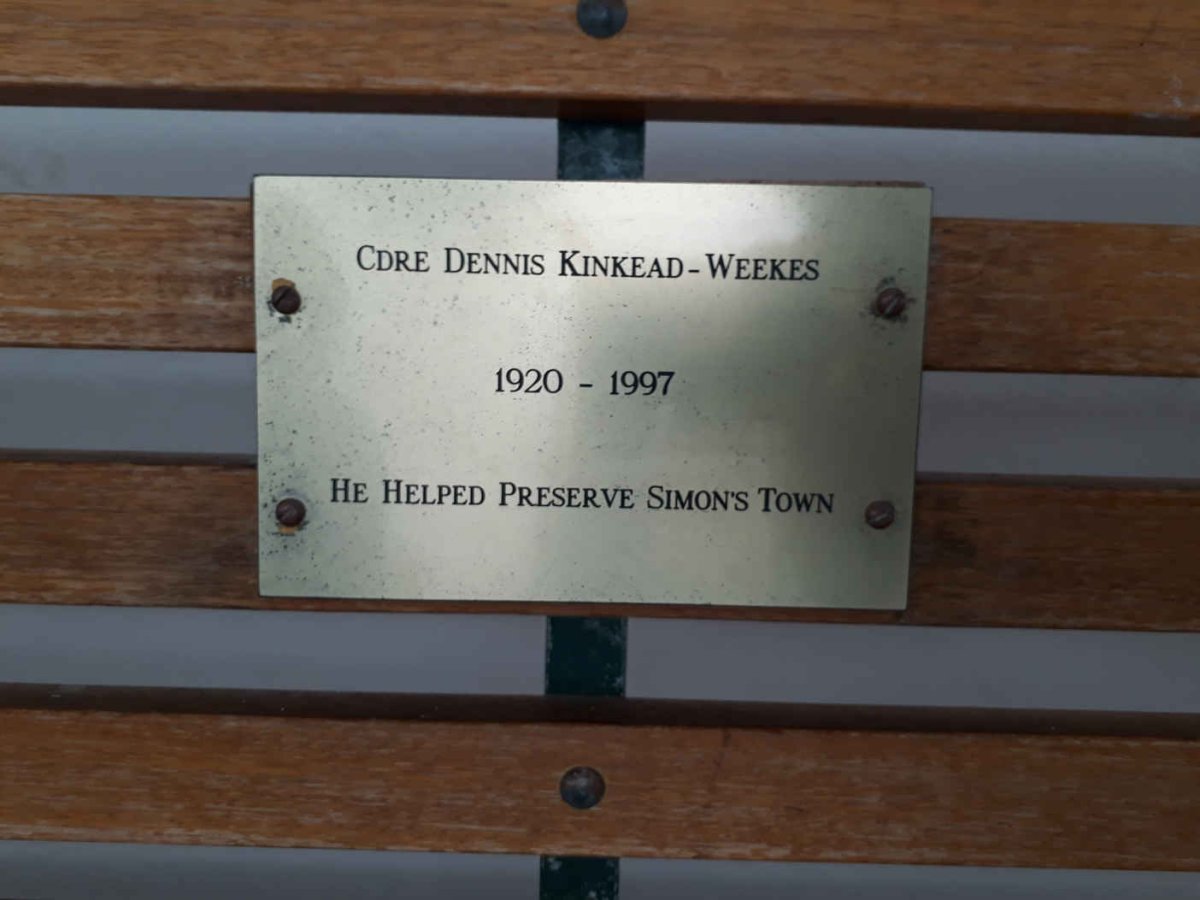 CDRE DENNIS KINKEAD-WEEKES
1920 - 1997
HE HELPED PRESERVE SIMON'S TOWN